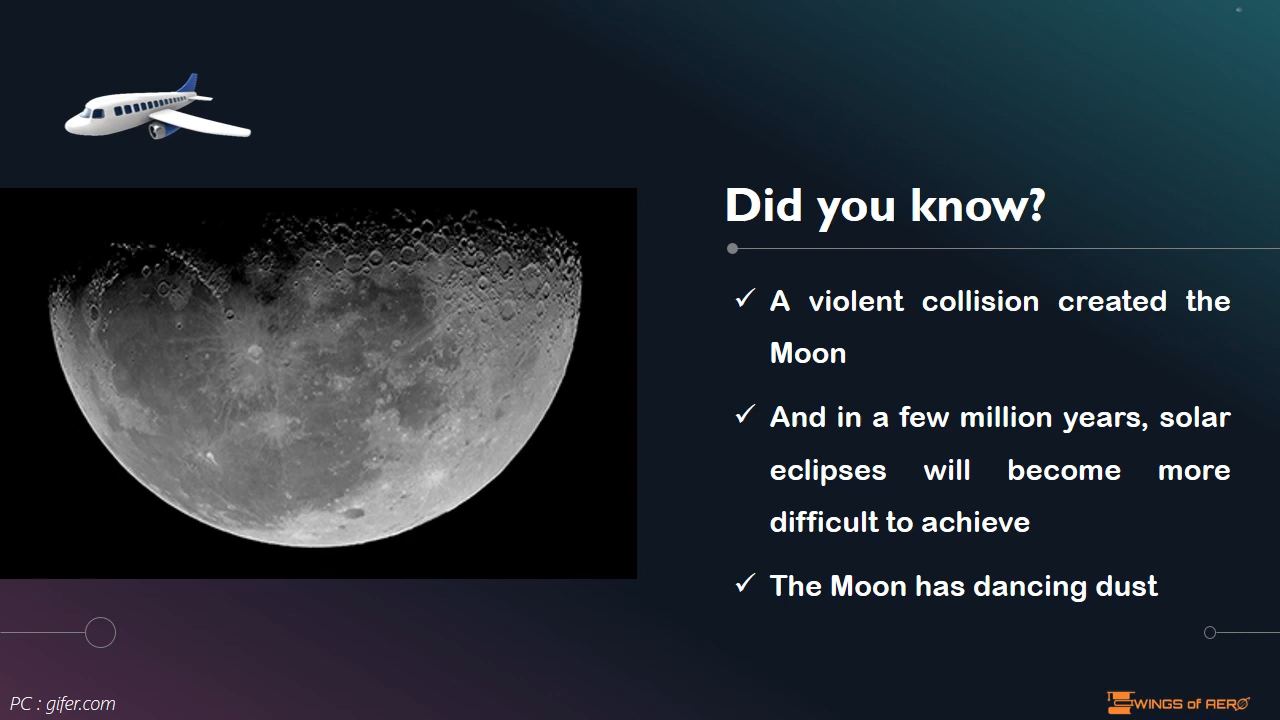 Did you know?
✓ A violent collision created the
Moon
✓ And in a few million years, solar
eclipses will become more
difficult to achieve
✓ The Moon has dancing dust
PC : gifer.com
WINGS of AERO